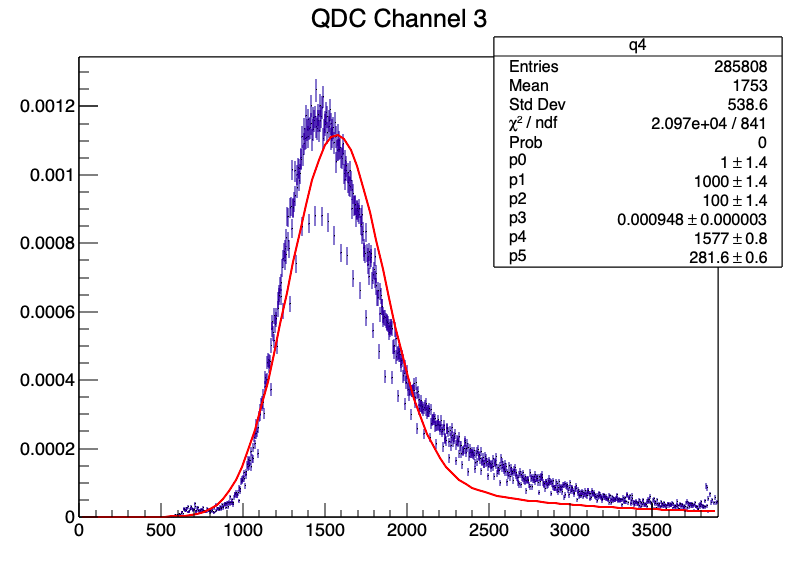 QDC Channel 3
q4
Entries 285808
Mean 1753
Std Dev 538.6
χ² / ndf 2.097e+04 / 841
Prob 0
p0 1 ± 1.4
p1 1000 ± 1.4
p2 100 ± 1.4
p3 0.000948 ± 0.000003
p4 1577 ± 0.8
p5 281.6 ± 0.6
0.0012
0.001
0.0008
0.0006
0.0004
0.0002
0
0 500 1000 1500 2000 2500 3000 3500